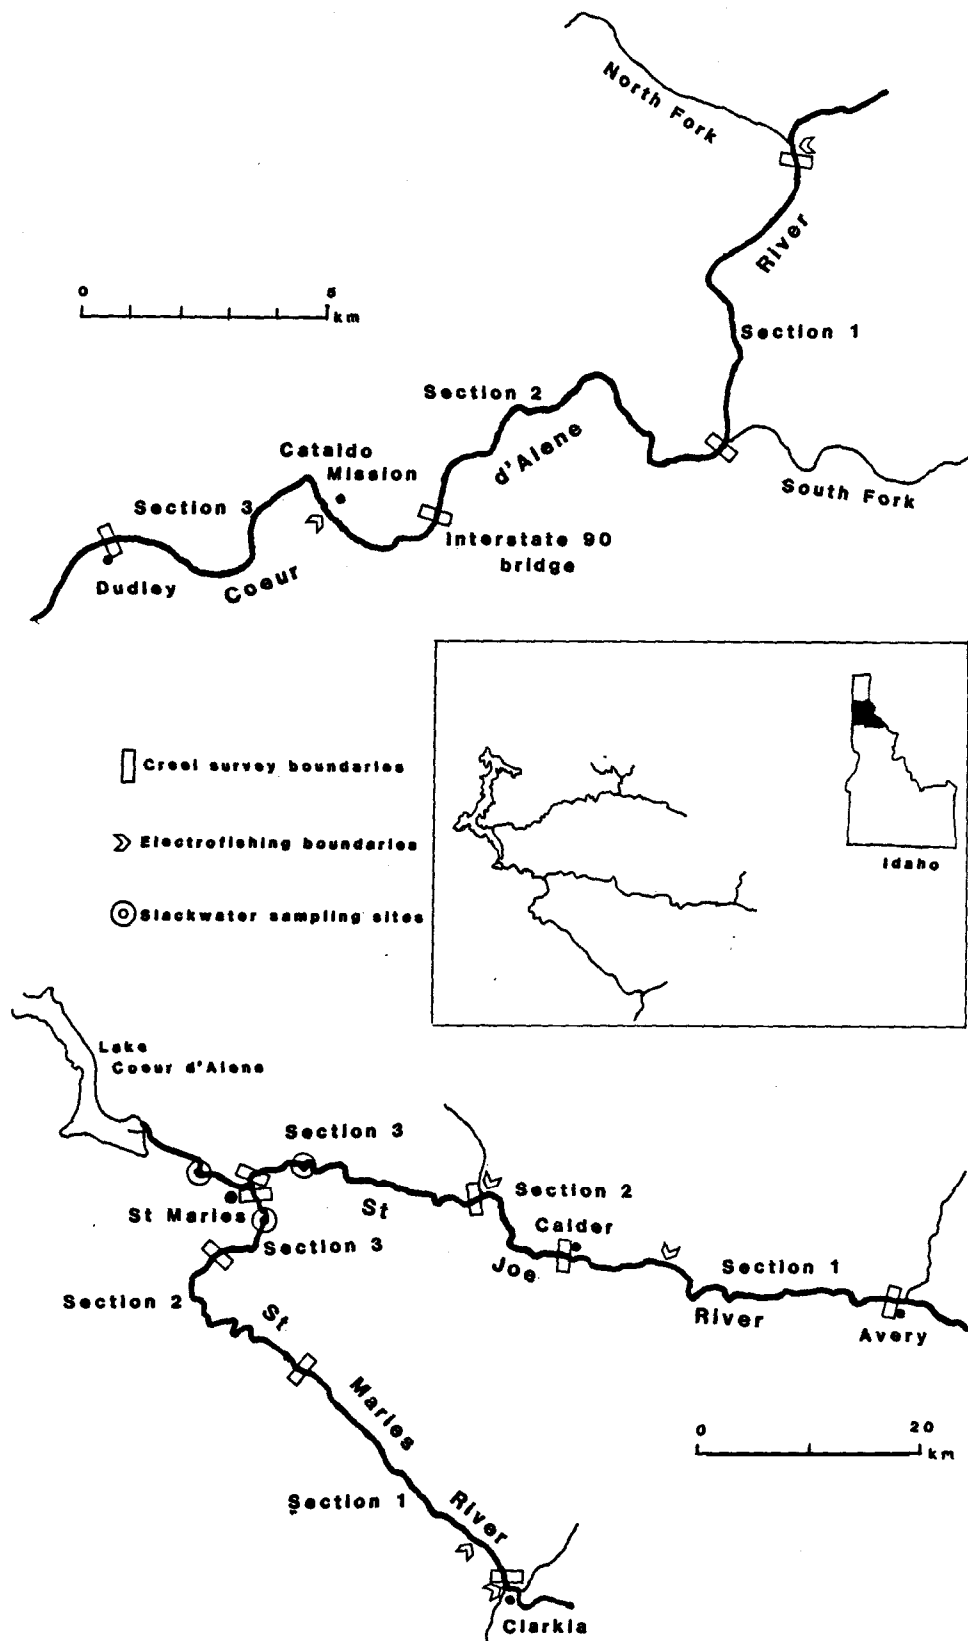 North Fork
River
0 5
km
Section 1
Section 2
d'Alene
Cataldo
Mission
South Fork
Section 3
Interstate 90
bridge
Coeur
Dudley
Creel survey boundaries
Electrofishing boundaries
Slackwater sampling sites
Idaho
Lake
Coeur d'Alene
Section 3
Section 2
St
Calder
St Maries
Section 3
Joe
Section 1
River
Avery
Section 2
St
Maries
0 20
km
Section 1
River
Clarkia